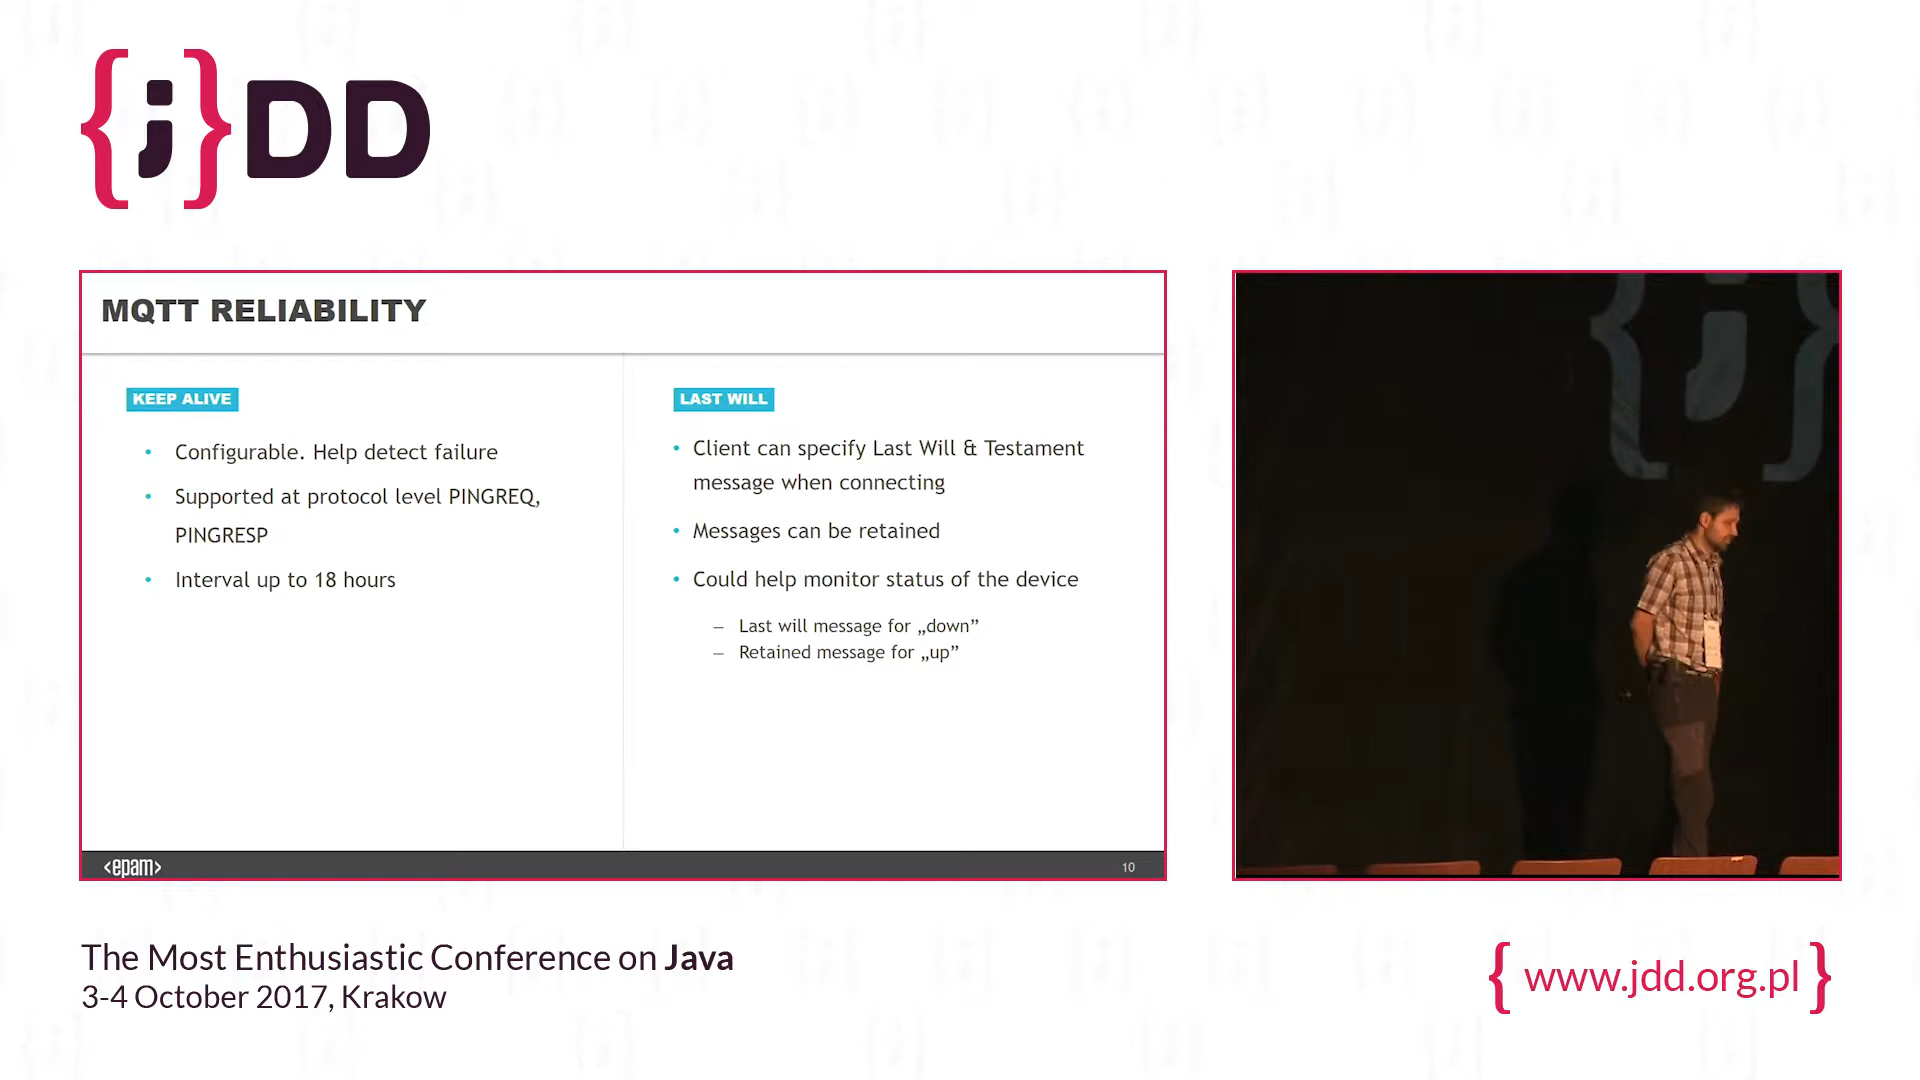 {;}DD
MQTT RELIABILITY
KEEP ALIVE
• Configurable. Help detect failure
• Supported at protocol level PINGREQ,
PINGRESP
• Interval up to 18 hours
LAST WILL
• Client can specify Last Will & Testament
message when connecting
• Messages can be retained
• Could help monitor status of the device
– Last will message for „down”
– Retained message for „up”
<epam>
10
{;}
The Most Enthusiastic Conference on Java
3-4 October 2017, Krakow
{ www.jdd.org.pl }